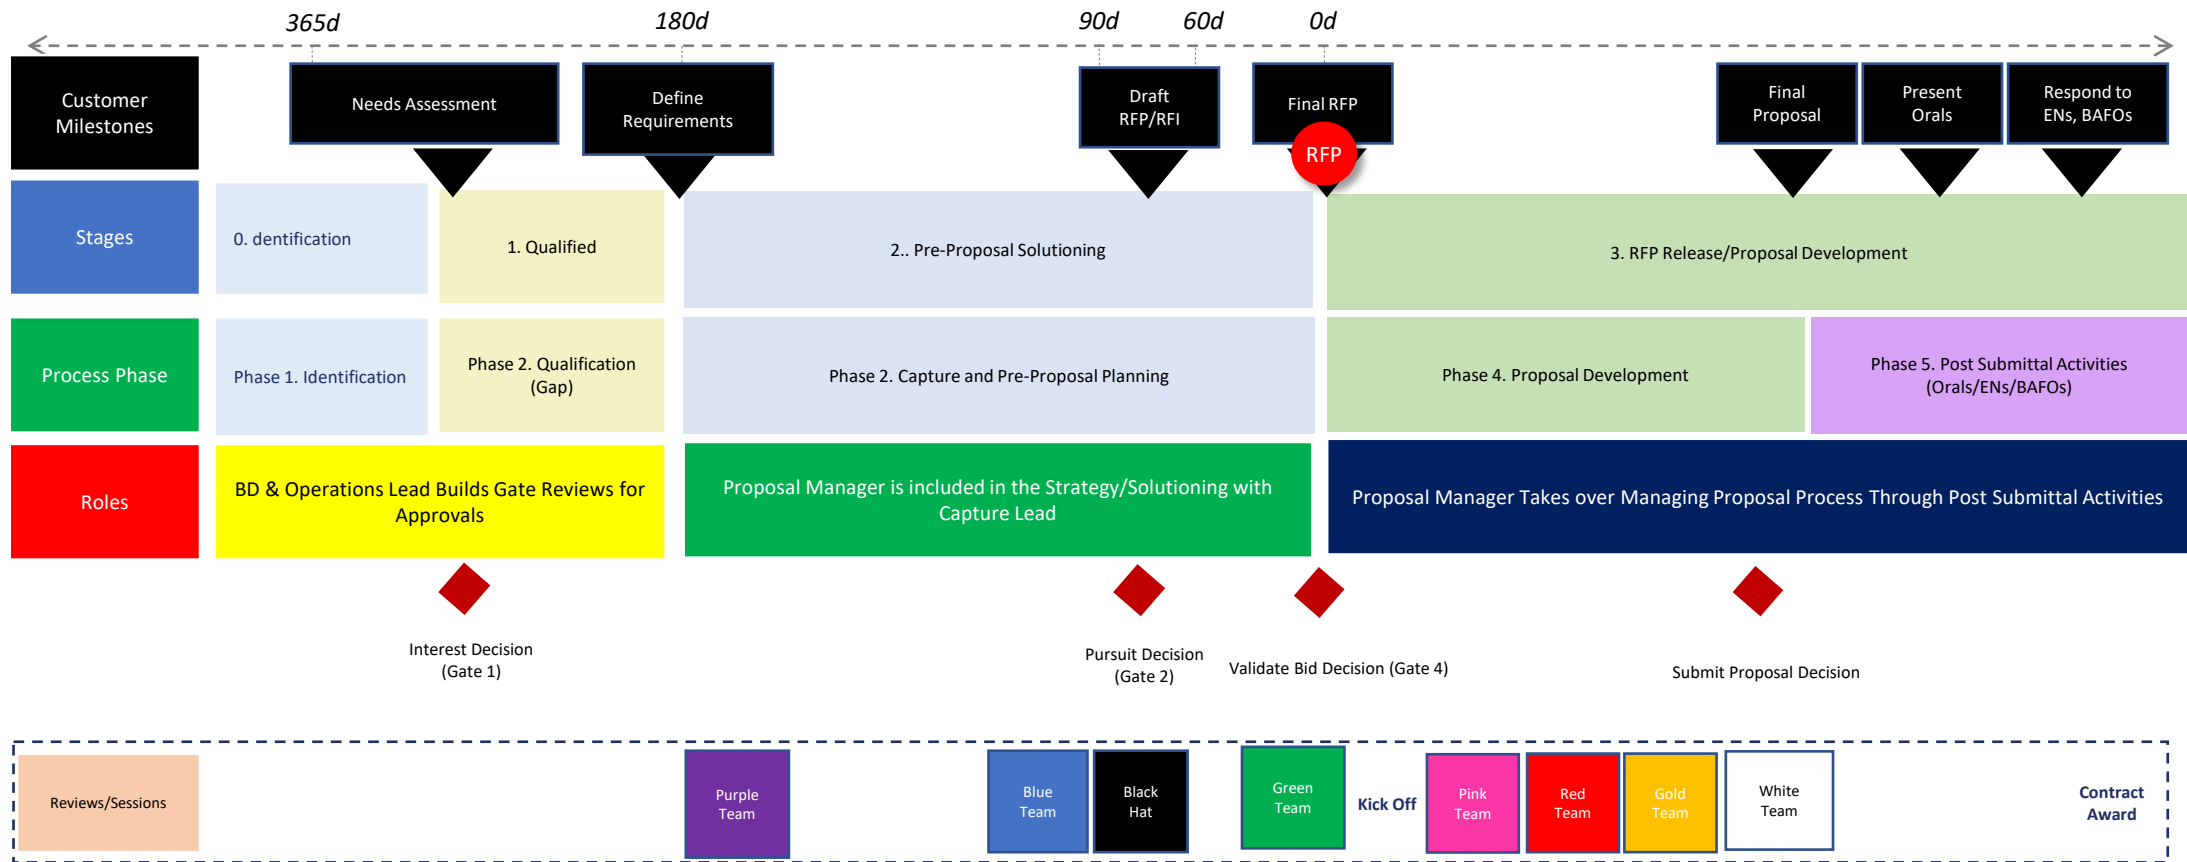 365d
180d
90d
60d
0d
Customer
Milestones
Needs Assessment
Define
Requirements
Draft
RFP/RFI
Final RFP
RFP
Final
Proposal
Present
Orals
Respond to
ENs, BAFOs
Stages
0. dentification
1. Qualified
2.. Pre-Proposal Solutioning
3. RFP Release/Proposal Development
Process Phase
Phase 1. Identification
Phase 2. Qualification
(Gap)
Phase 2. Capture and Pre-Proposal Planning
Phase 4. Proposal Development
Phase 5. Post Submittal Activities
(Orals/ENs/BAFOs)
Roles
BD & Operations Lead Builds Gate Reviews for
Approvals
Proposal Manager is included in the Strategy/Solutioning with
Capture Lead
Proposal Manager Takes over Managing Proposal Process Through Post Submittal Activities
Interest Decision
(Gate 1)
Pursuit Decision
(Gate 2)
Validate Bid Decision (Gate 4)
Submit Proposal Decision
Reviews/Sessions
Purple
Team
Blue
Team
Black
Hat
Green
Team
Kick Off
Pink
Team
Red
Team
Gold
Team
White
Team
Contract
Award